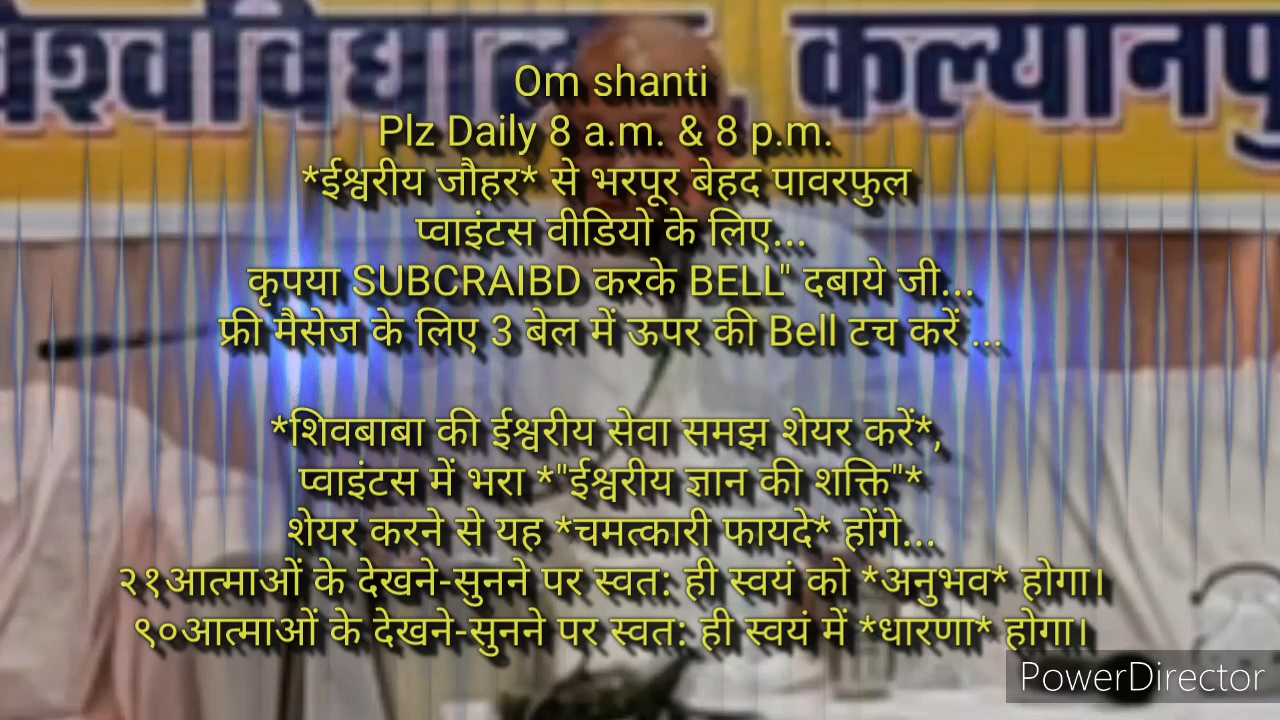 Om shanti
Plz Daily 8 a.m. & 8 p.m.
*ईश्वरीय जौहर* से भरपूर बेहद पावरफुल
प्वाइंटस वीडियो के लिए...
कृपया SUBCRAIBD करके BELL" दबाये जी...
फ्री मैसेज के लिए 3 बेल में ऊपर की Bell टच करें ...
*शिवबाबा की ईश्वरीय सेवा समझ शेयर करें*,
प्वाइंटस में भरा *"ईश्वरीय ज्ञान की शक्ति"*
शेयर करने से यह *चमत्कारी फायदे* होंगे...
२१आत्माओं के देखने-सुनने पर स्वत: ही स्वयं को *अनुभव* होगा।
९०आत्माओं के देखने-सुनने पर स्वत: ही स्वयं में *धारणा* होगा।
PowerDirector